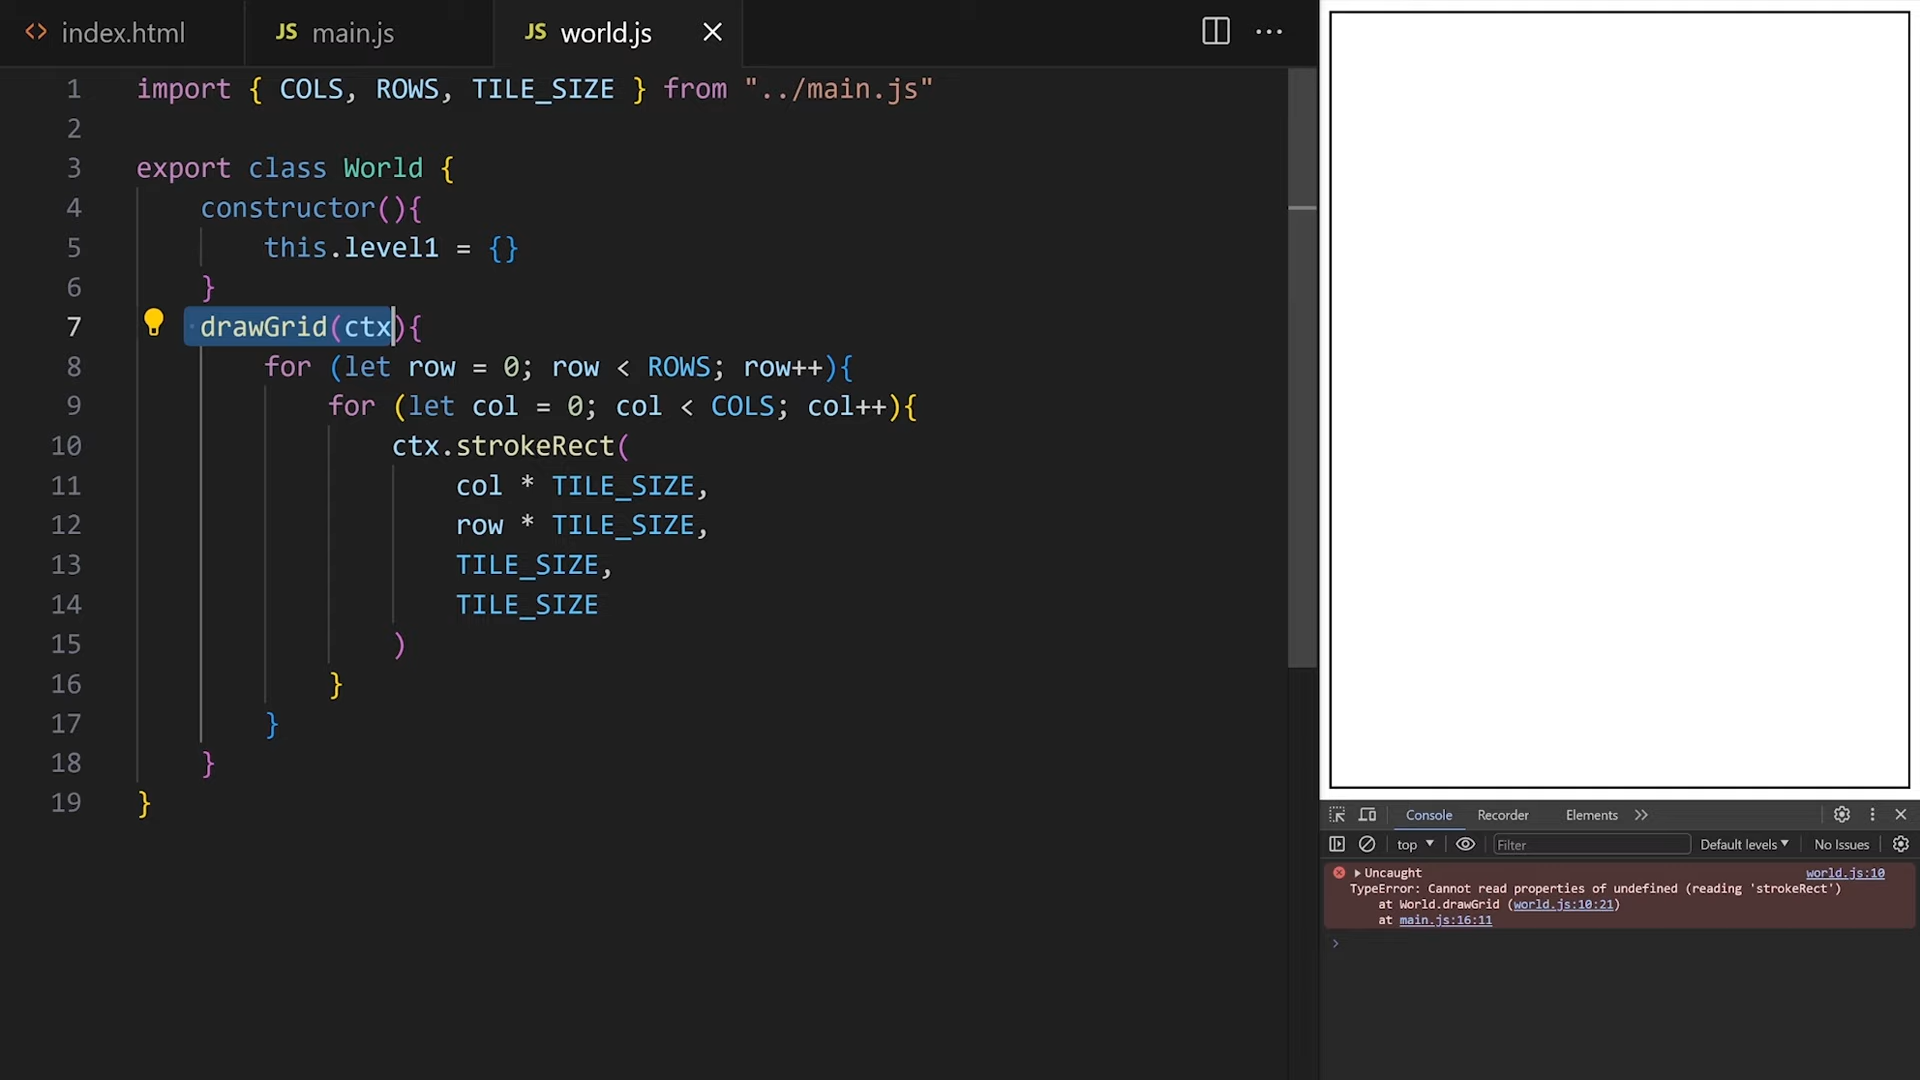 index.html
JS main.js
JS world.js
1 import { COLS, ROWS, TILE_SIZE } from "../main.js"
2
3 export class World {
4 constructor(){
5 this.level1 = {}
6 }
7 drawGrid(ctx){
8 for (let row = 0; row < ROWS; row++){
9 for (let col = 0; col < COLS; col++){
10 ctx.strokeRect(
11 col * TILE_SIZE,
12 row * TILE_SIZE,
13 TILE_SIZE,
14 TILE_SIZE
15 )
16 }
17 }
18 }
19 }
Console Recorder Elements
top Filter Default levels No Issues
Uncaught world.js:10
TypeError: Cannot read properties of undefined (reading 'strokeRect')
at World.drawGrid (world.js:10:21)
at main.js:16:11